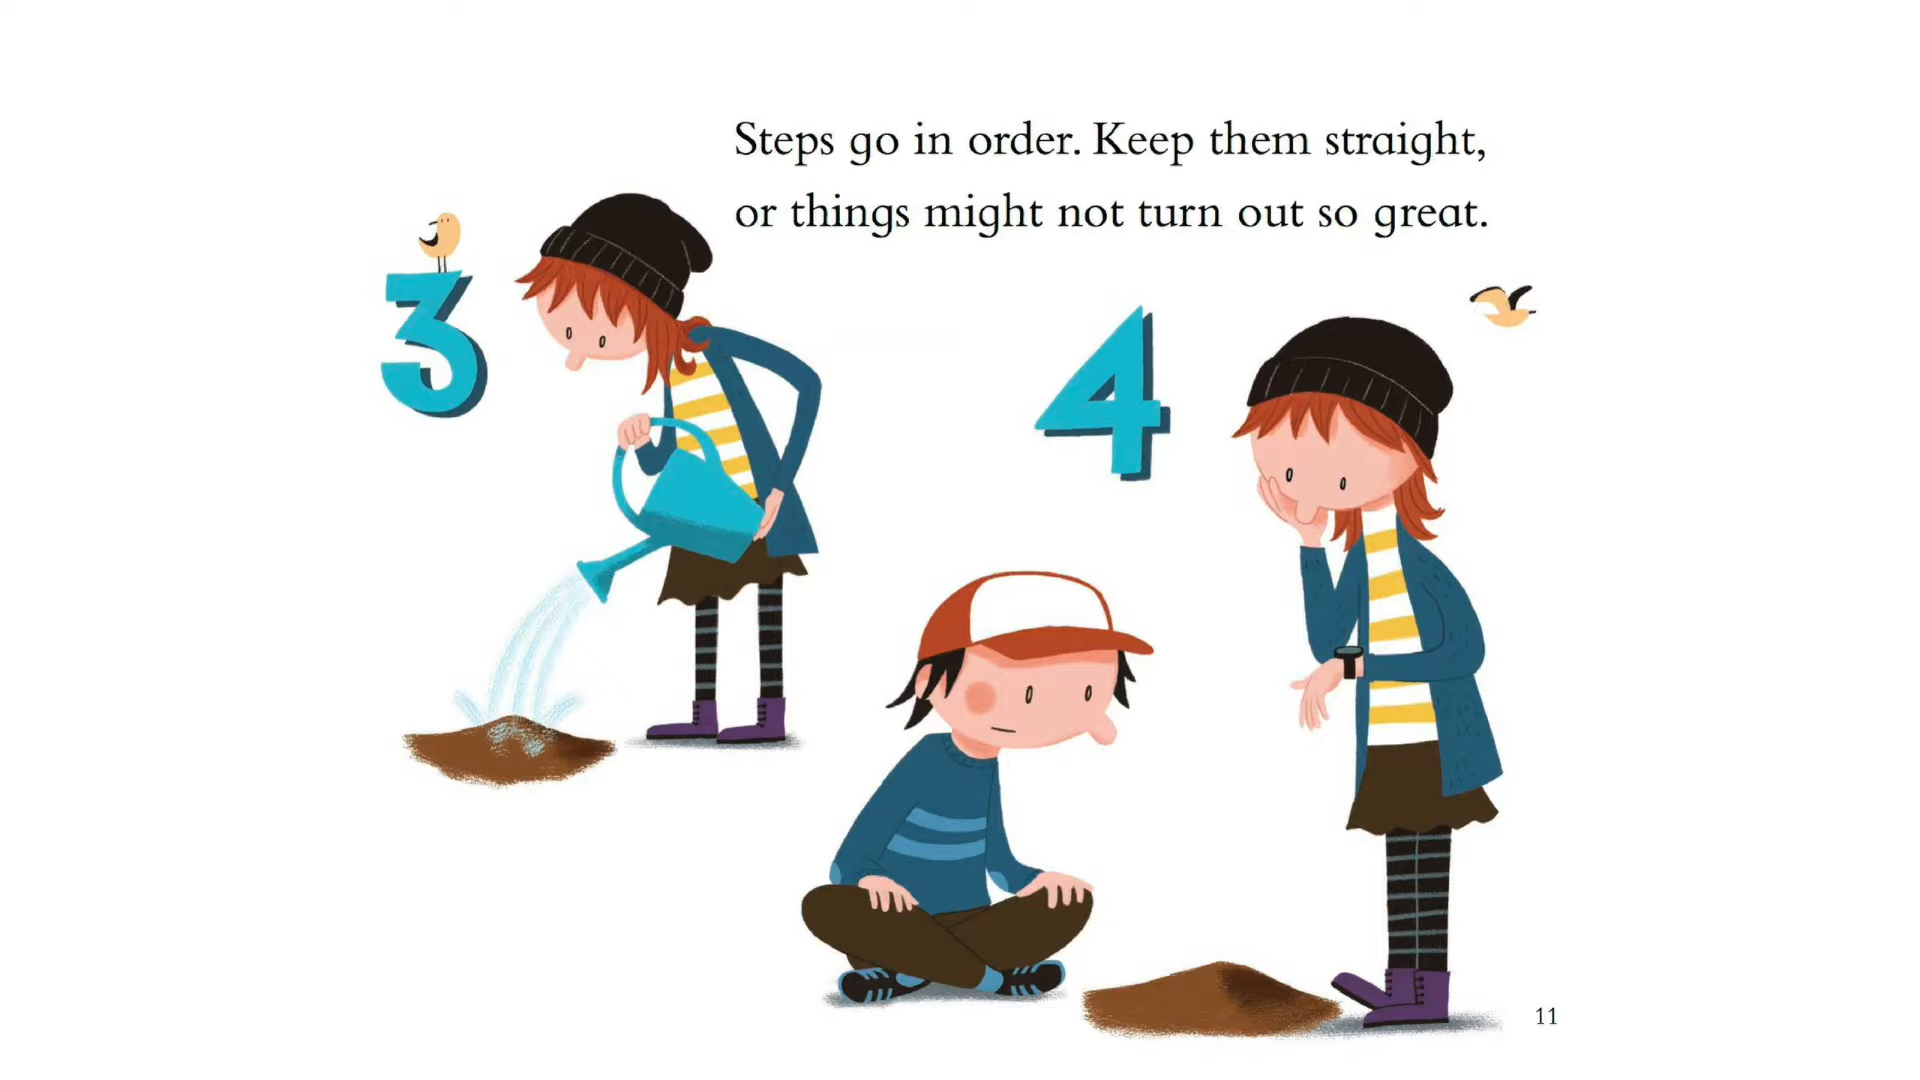 Steps go in order. Keep them straight,
or things might not turn out so great.
3
4
11